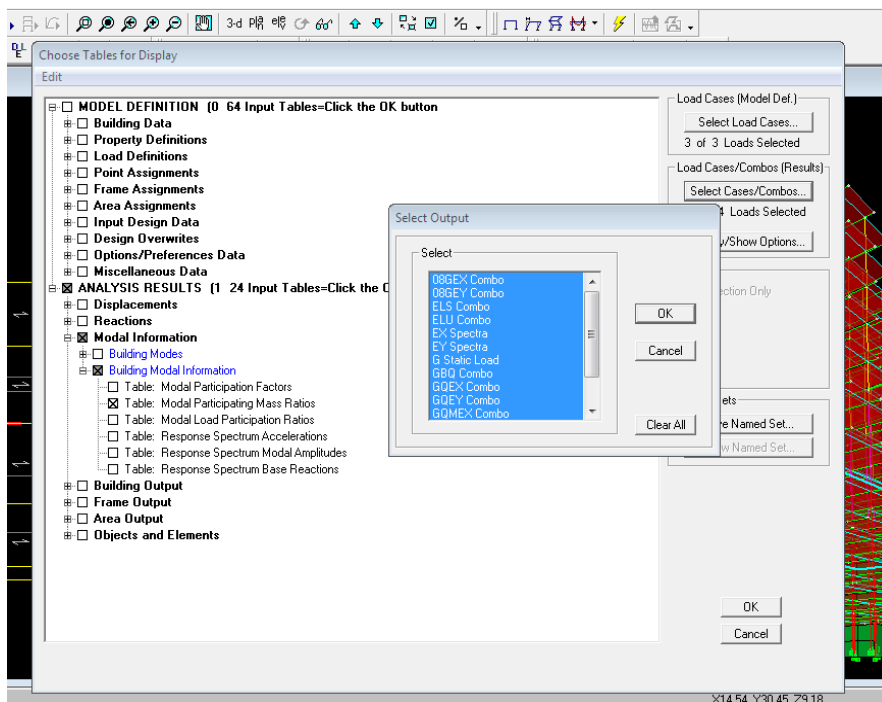 3-d
Choose Tables for Display
Edit
MODEL DEFINITION (0 64 Input Tables=Click the OK button
Building Data
Property Definitions
Load Definitions
Point Assignments
Frame Assignments
Area Assignments
Input Design Data
Design Overwrites
Options/Preferences Data
Miscellaneous Data
ANALYSIS RESULTS (1 24 Input Tables=Click the
Displacements
Reactions
Modal Information
Building Modes
Building Modal Information
Table: Modal Participation Factors
Table: Modal Participating Mass Ratios
Table: Modal Load Participation Ratios
Table: Response Spectrum Accelerations
Table: Response Spectrum Modal Amplitudes
Table: Response Spectrum Base Reactions
Building Output
Frame Output
Area Output
Objects and Elements
Select Output
Select
08GEX Combo
08GEY Combo
ELS Combo
ELU Combo
EX Spectra
EY Spectra
G Static Load
GBQ Combo
GQEX Combo
GQEY Combo
GQMEX Combo
OK
Cancel
Clear All
Load Cases (Model Def.)
Select Load Cases...
3 of 3 Loads Selected
Load Cases/Combos (Results)
Select Cases/Combos...
Loads Selected
/Show Options...
ection Only
ets
e Named Set...
w Named Set...
OK
Cancel
X14.54 Y30.45 Z9.18